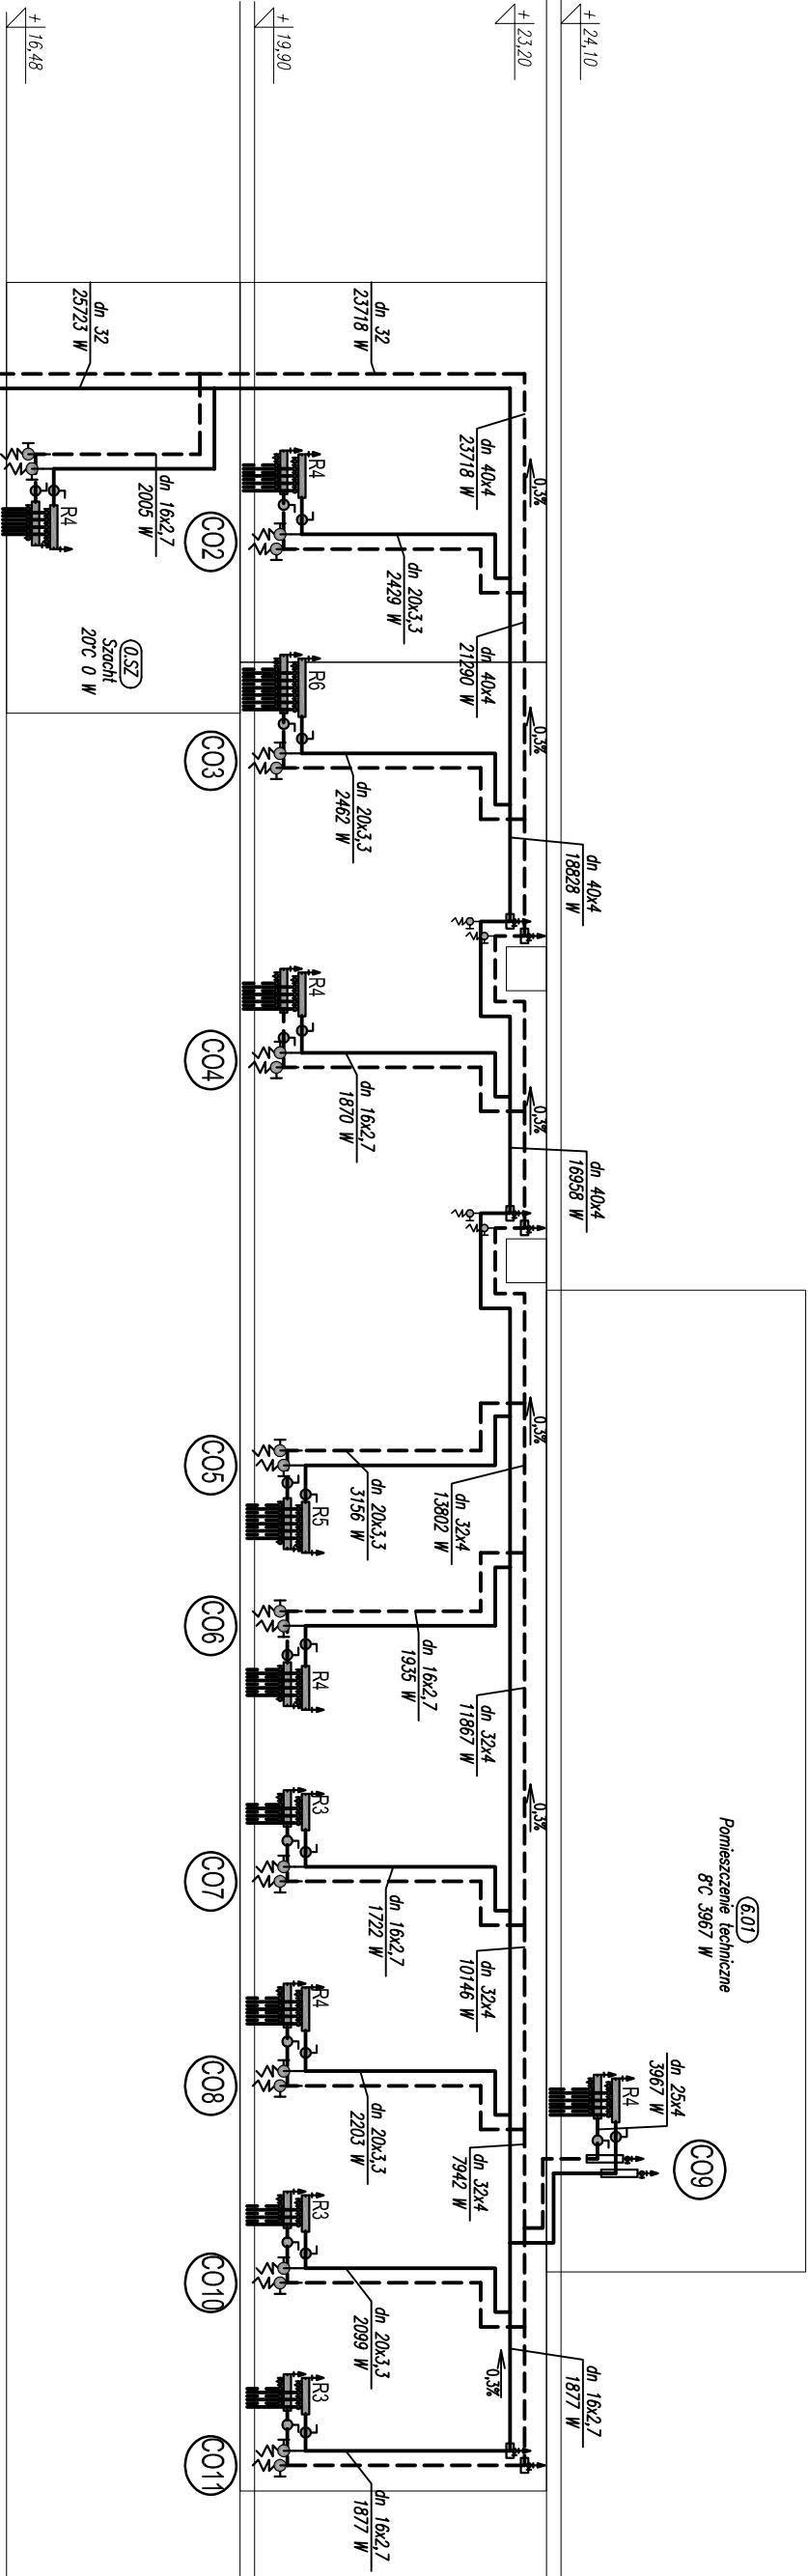 + 24,10
+ 23,20
+ 19,90
+ 16,48
dn 32
23718 W
dn 32
25723 W
dn 40x4
23718 W
0,3%
R4
dn 16x2,7
2005 W
R4
CO2
dn 20x3,3
2429 W
0.SZ
Szacht
20°C 0 W
dn 40x4
21290 W
0,3%
R6
CO3
dn 20x3,3
2462 W
dn 40x4
18828 W
R4
CO4
dn 16x2,7
1870 W
0,3%
dn 40x4
16958 W
0,3%
CO5
dn 20x3,3
3156 W
R5
dn 32x4
13802 W
CO6
dn 16x2,7
1935 W
R4
dn 32x4
11867 W
0,3%
R3
CO7
dn 16x2,7
1722 W
6.01
Pomieszczenie techniczne
8°C 3967 W
dn 32x4
10146 W
R4
CO8
dn 20x3,3
2203 W
dn 25x4
3967 W
R4
CO9
dn 32x4
7942 W
R3
CO10
dn 20x3,3
2099 W
0,3%
dn 16x2,7
1877 W
R3
CO11
dn 16x2,7
1877 W